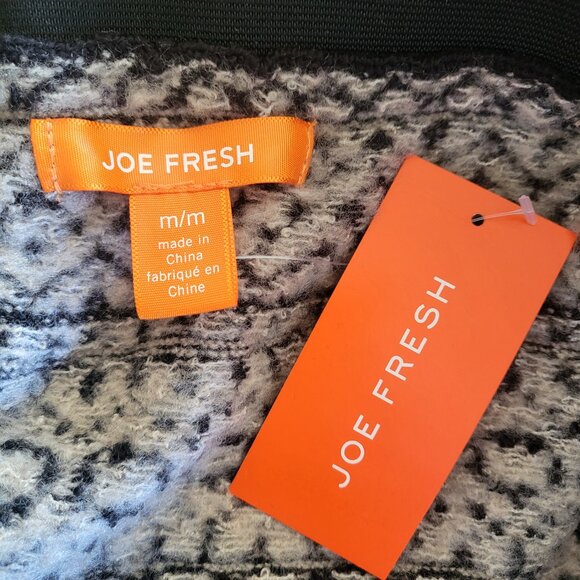 JOE FRESH
m/m
made in
China
fabriqué en
Chine
JOE FRESH